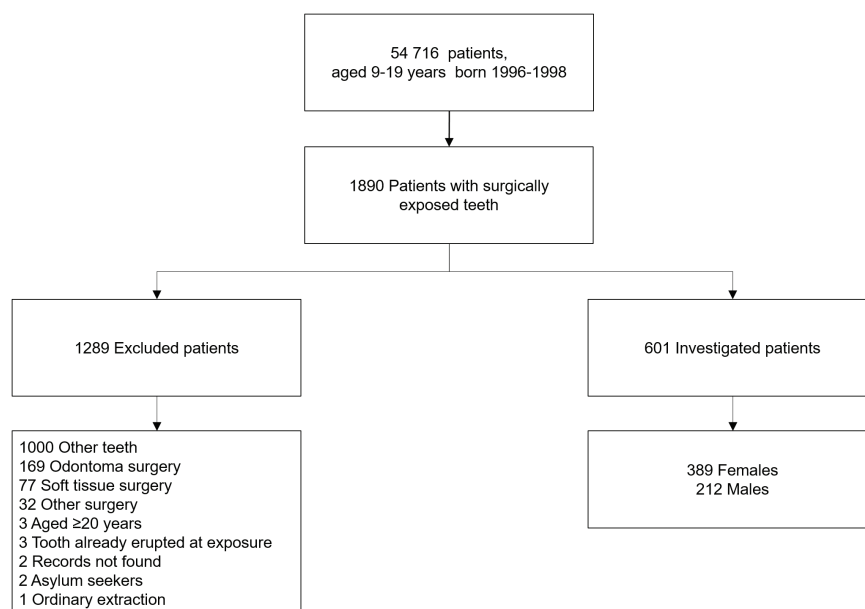 54 716 patients,
aged 9-19 years born 1996-1998
1890 Patients with surgically
exposed teeth
1289 Excluded patients
601 Investigated patients
1000 Other teeth
169 Odontoma surgery
77 Soft tissue surgery
32 Other surgery
3 Aged ≥20 years
3 Tooth already erupted at exposure
2 Records not found
2 Asylum seekers
1 Ordinary extraction
389 Females
212 Males